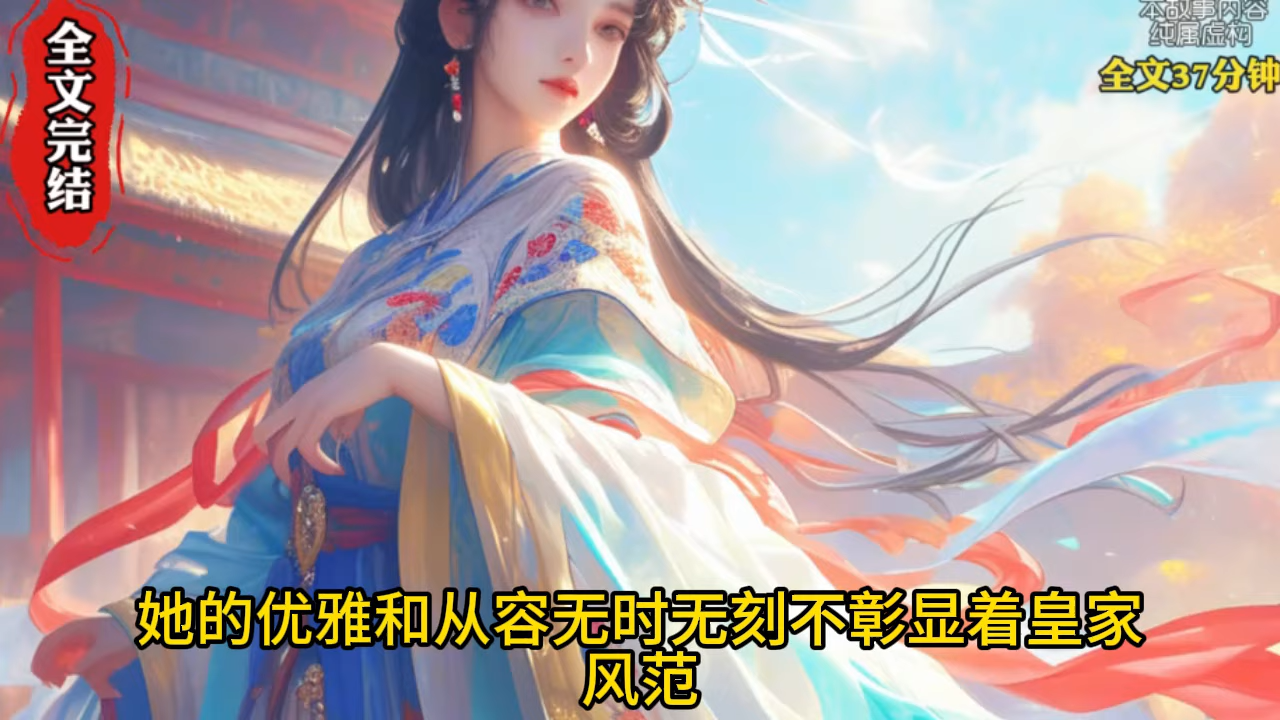 全文完结
本故事内容
纯属虚构
全文37分钟
她的优雅和从容无时无刻不彰显着皇家
风范